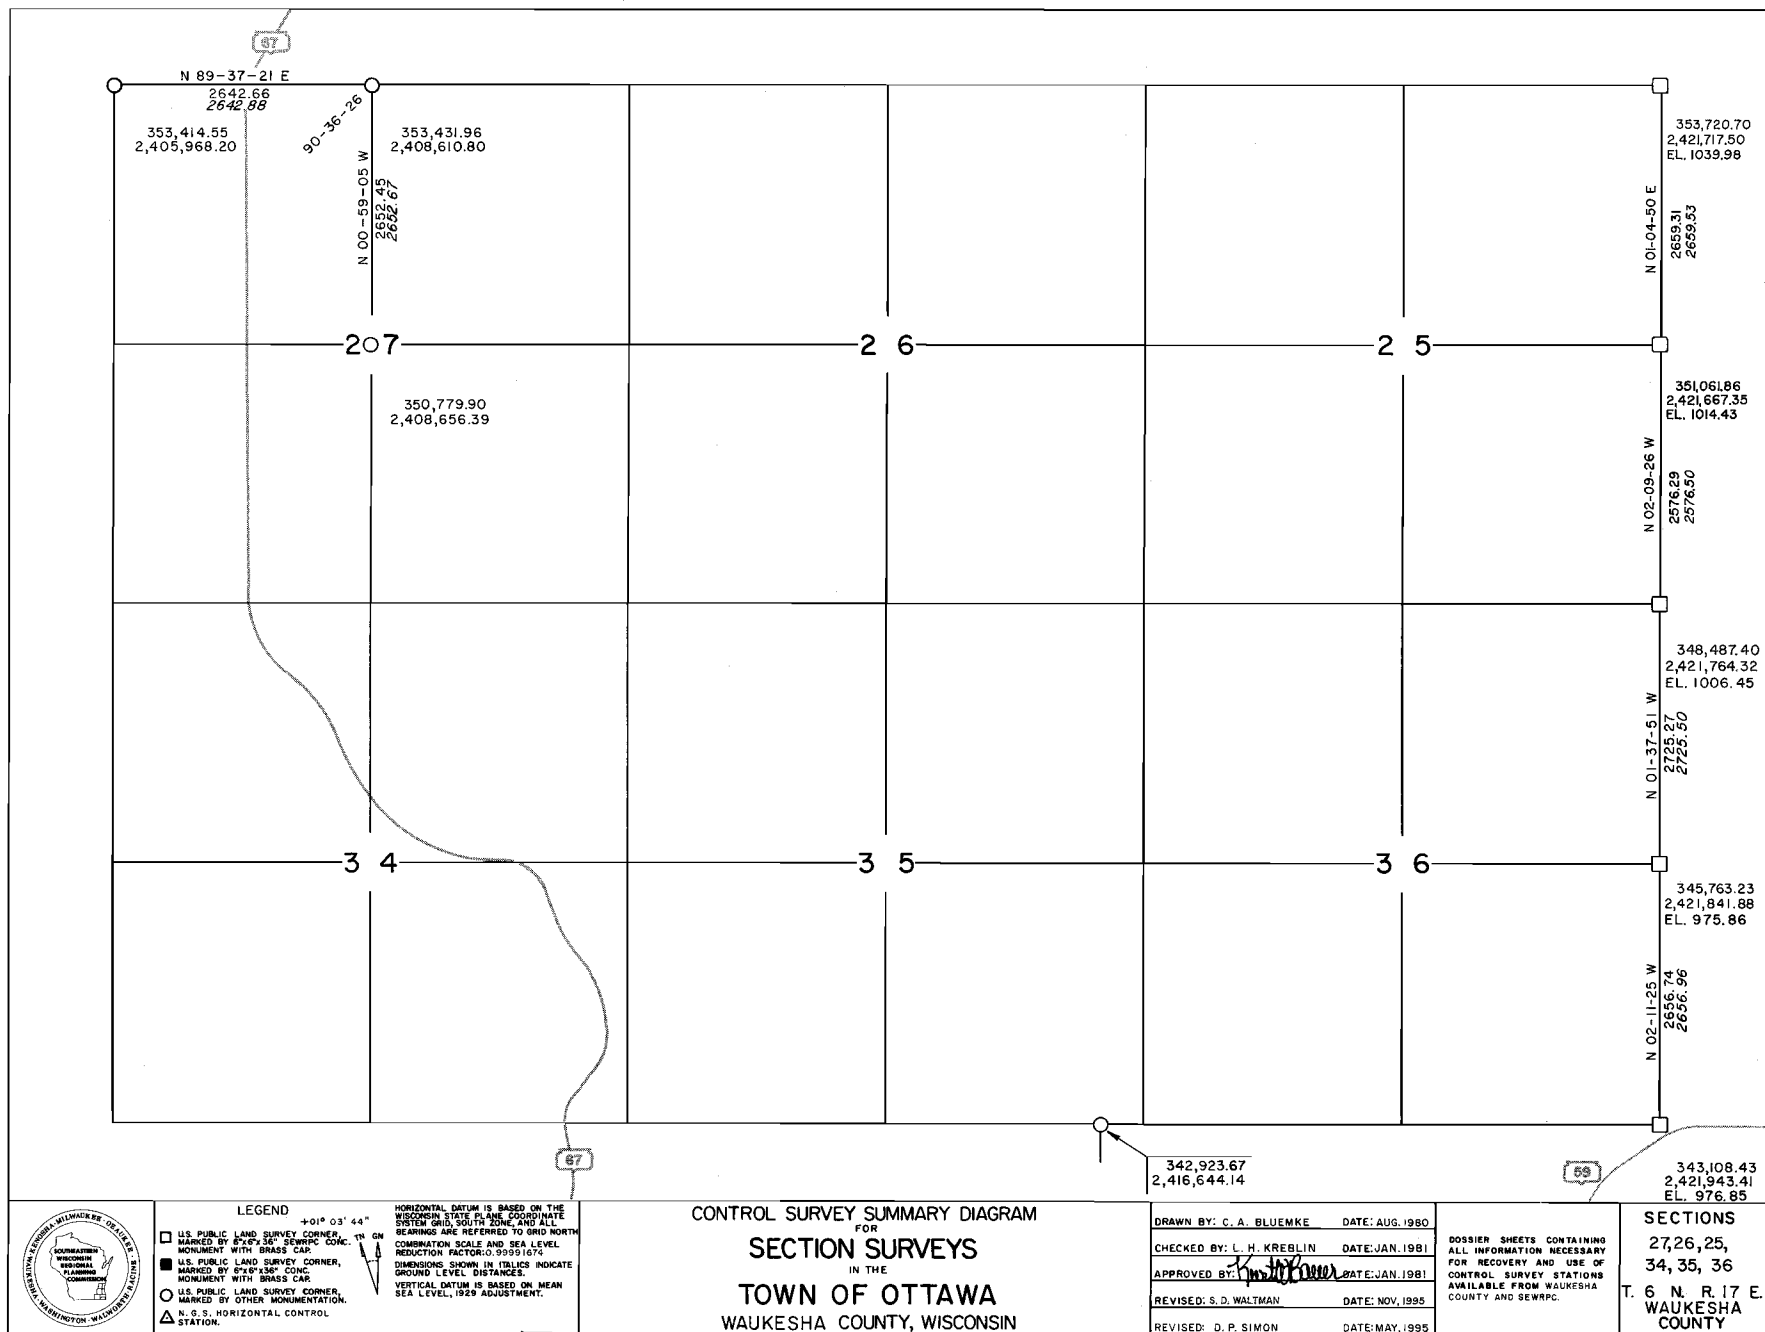 67
N 89-37-21 E
2642.66
2642.88
353,414.55
2,405,968.20
90-36-26
353,431.96
2,408,610.80
N 00-59-05 W
2652.45
2652.67
353,720.70
2,421,717.50
EL. 1039.98
N 01-04-50 E
2659.31
2659.53
27
26
25
350,779.90
2,408,656.39
351,061.86
2,421,667.35
EL. 1014.43
N 02-09-26 W
2576.29
2576.50
348,487.40
2,421,764.32
EL. 1006.45
N 01-37-51 W
2725.27
2725.50
34
35
36
345,763.23
2,421,841.88
EL. 975.86
N 02-11-25 W
2656.74
2656.96
67
342,923.67
2,416,644.14
59
343,108.43
2,421,943.41
EL. 976.85
SOUTHEASTERN
WISCONSIN
REGIONAL
PLANNING
COMMISSION
KENOSHA · MILWAUKEE · OZAUKEE · RACINE · WALWORTH · WASHINGTON · WAUKESHA
LEGEND
+01° 03' 44"
TN GN
U.S. PUBLIC LAND SURVEY CORNER,
MARKED BY 6"x6"x36" SEWRPC CONC.
MONUMENT WITH BRASS CAP.
U.S. PUBLIC LAND SURVEY CORNER,
MARKED BY 6"x6"x36" CONC.
MONUMENT WITH BRASS CAP.
U.S. PUBLIC LAND SURVEY CORNER,
MARKED BY OTHER MONUMENTATION.
N.G.S. HORIZONTAL CONTROL
STATION.
HORIZONTAL DATUM IS BASED ON THE
WISCONSIN STATE PLANE COORDINATE
SYSTEM GRID, SOUTH ZONE, AND ALL
BEARINGS ARE REFERRED TO GRID NORTH
COMBINATION SCALE AND SEA LEVEL
REDUCTION FACTOR: 0.99991674
DIMENSIONS SHOWN IN ITALICS INDICATE
GROUND LEVEL DISTANCES.
VERTICAL DATUM IS BASED ON MEAN
SEA LEVEL, 1929 ADJUSTMENT.
CONTROL SURVEY SUMMARY DIAGRAM
FOR
SECTION SURVEYS
IN THE
TOWN OF OTTAWA
WAUKESHA COUNTY, WISCONSIN
DRAWN BY: C. A. BLUEMKE DATE: AUG. 1980
CHECKED BY: L. H. KREBLIN DATE: JAN. 1981
APPROVED BY: DATE: JAN. 1981
REVISED: S. D. WALTMAN DATE: NOV, 1995
REVISED: D. P. SIMON DATE: MAY, 1995
DOSSIER SHEETS CONTAINING
ALL INFORMATION NECESSARY
FOR RECOVERY AND USE OF
CONTROL SURVEY STATIONS
AVAILABLE FROM WAUKESHA
COUNTY AND SEWRPC.
SECTIONS
27, 26, 25,
34, 35, 36
T. 6 N. R. 17 E.
WAUKESHA
COUNTY